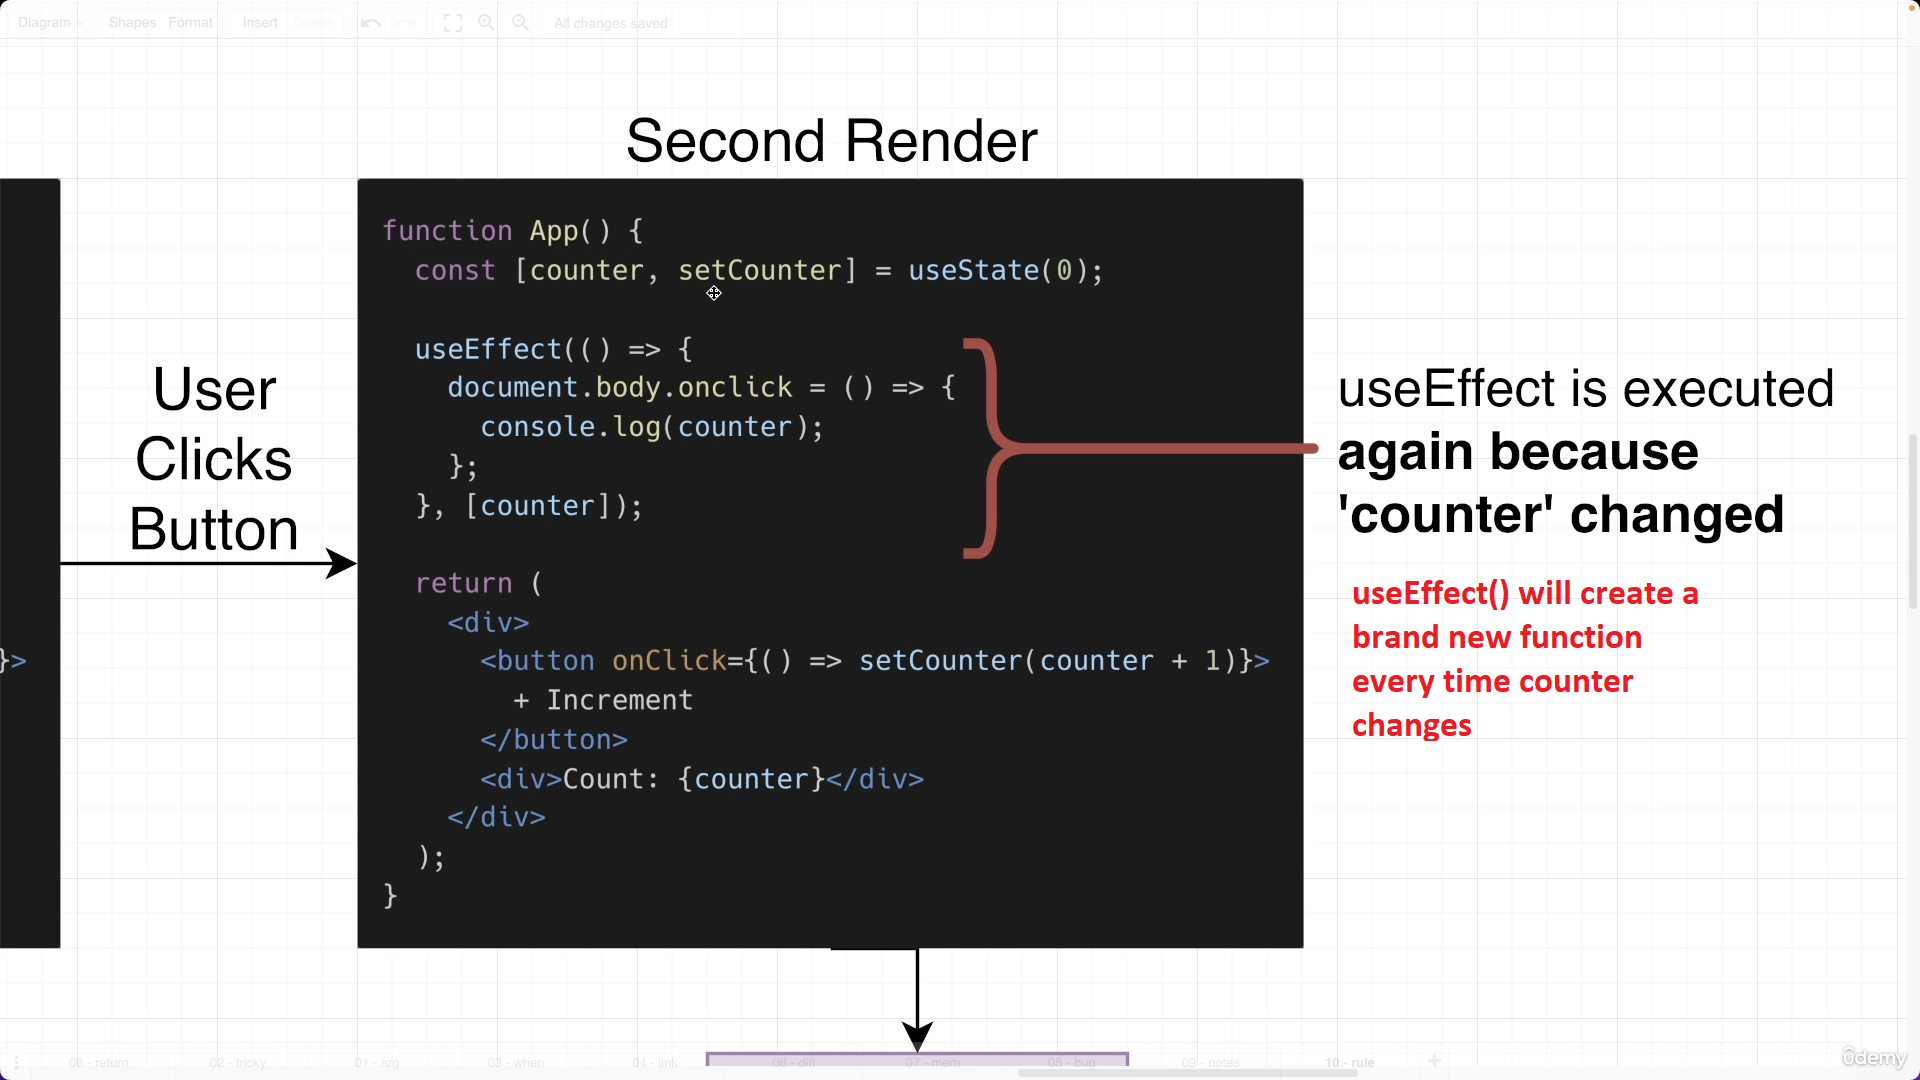 Diagram Shapes Format Insert Delete All changes saved
Second Render
User
Clicks
Button
}>
function App() {
  const [counter, setCounter] = useState(0);
  useEffect(() => {
    document.body.onclick = () => {
      console.log(counter);
    };
  }, [counter]);
  return (
    <div>
      <button onClick={() => setCounter(counter + 1)}>
        + Increment
      </button>
      <div>Count: {counter}</div>
    </div>
  );
}
useEffect is executed
again because
'counter' changed
useEffect() will create a
brand new function
every time counter
changes
08 - return 02 - tricky 01 - arg 03 - when 04 - link 06 - diff 07 - mem 05 - bug 09 - notes 10 - rule
ûdemy